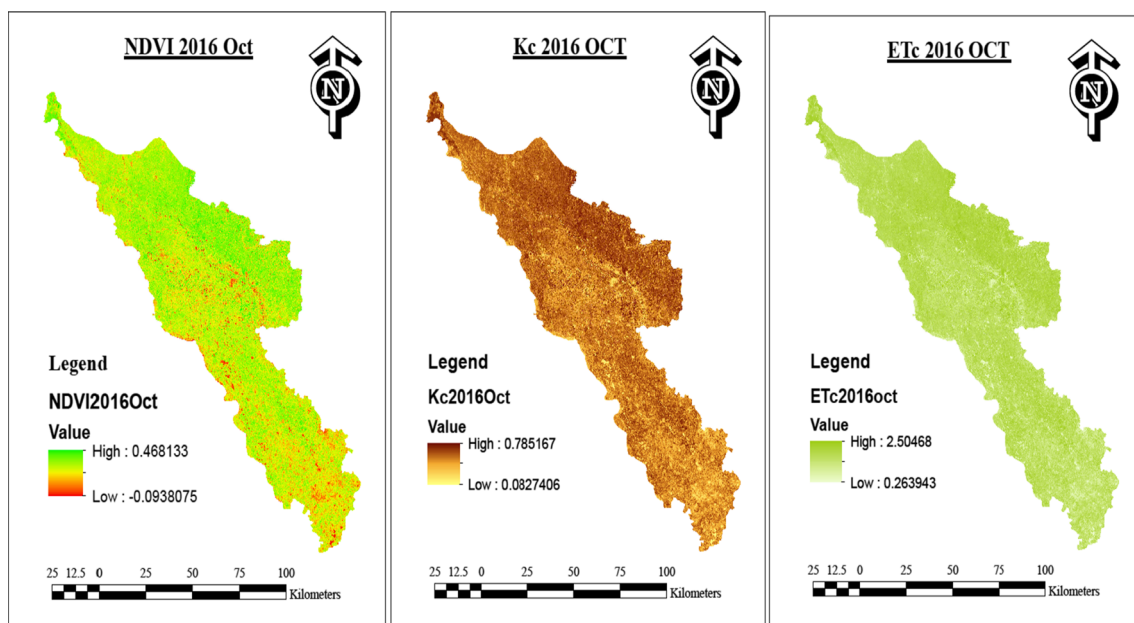 NDVI 2016 Oct
N
Legend
NDVI2016Oct
Value
High : 0.468133
Low : -0.0938075
25 12.5 0 25 50 75 100
Kilometers
Kc 2016 OCT
N
Legend
Kc2016Oct
Value
High : 0.785167
Low : 0.0827406
25 12.5 0 25 50 75 100
Kilometers
ETc 2016 OCT
N
Legend
ETc2016oct
Value
High : 2.50468
Low : 0.263943
25 12.5 0 25 50 75 100
Kilometers